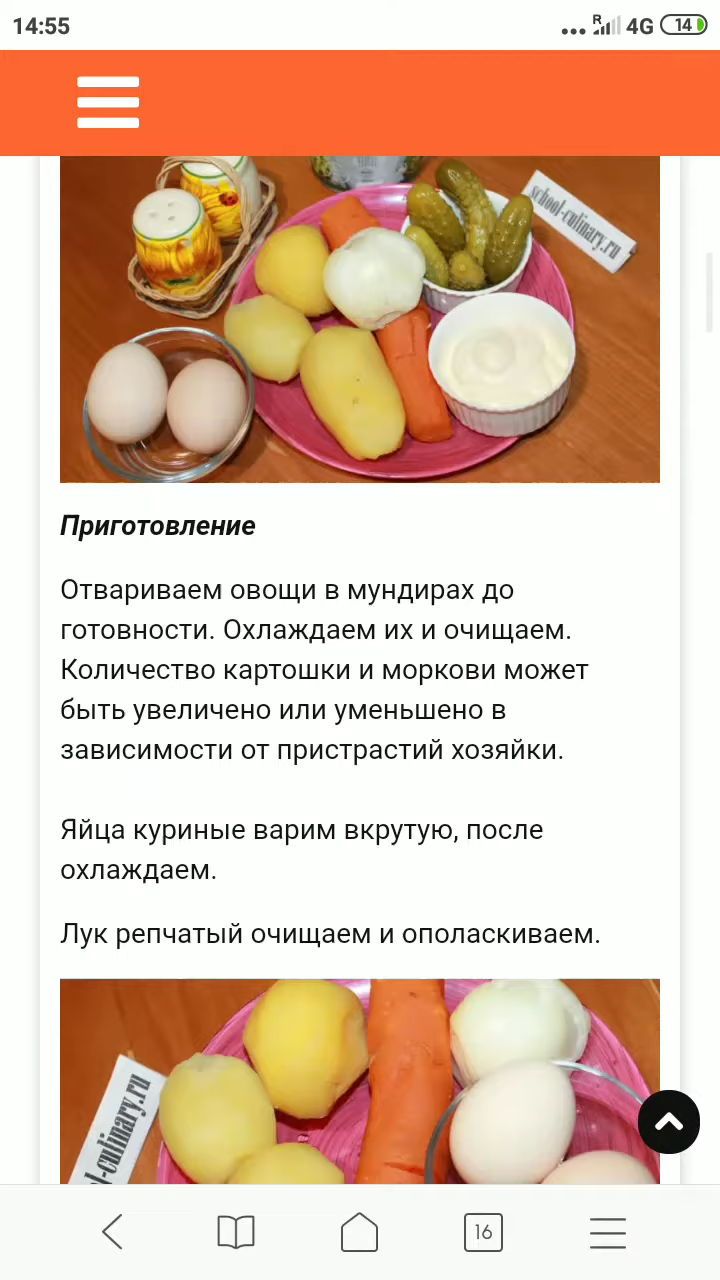 14:55
R
4G
14
school-culinary.ru
Приготовление
Отвариваем овощи в мундирах до
готовности. Охлаждаем их и очищаем.
Количество картошки и моркови может
быть увеличено или уменьшено в
зависимости от пристрастий хозяйки.
Яйца куриные варим вкрутую, после
охлаждаем.
Лук репчатый очищаем и ополаскиваем.
l-culinary.ru
16